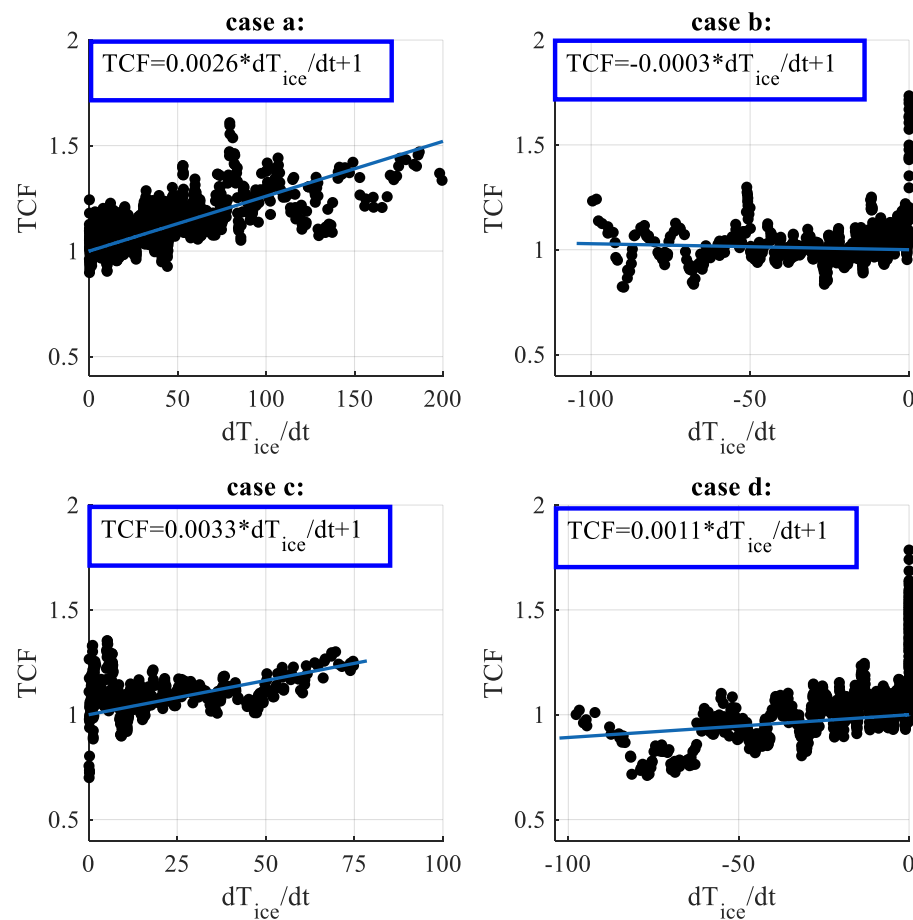 case a:
TCF=0.0026*dT_ice/dt+1
2
1.5
1
0.5
TCF
0 50 100 150 200
dT_ice/dt
case b:
TCF=-0.0003*dT_ice/dt+1
2
1.5
1
0.5
TCF
-100 -50 0
dT_ice/dt
case c:
TCF=0.0033*dT_ice/dt+1
2
1.5
1
0.5
TCF
0 25 50 75 100
dT_ice/dt
case d:
TCF=0.0011*dT_ice/dt+1
2
1.5
1
0.5
TCF
-100 -50 0
dT_ice/dt